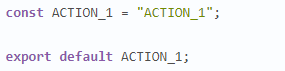 const ACTION_1 = "ACTION_1";
export default ACTION_1;